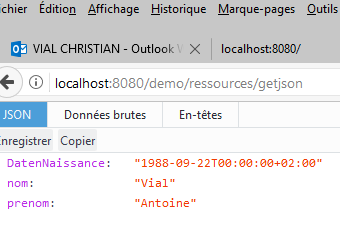 chier Édition Affichage Historique Marque-pages Outils
VIAL CHRISTIAN - Outlook W localhost:8080/
localhost:8080/demo/ressources/getjson
JSON Données brutes En-têtes
Enregistrer Copier
DatenNaissance: "1988-09-22T00:00:00+02:00"
nom: "Vial"
prenom: "Antoine"